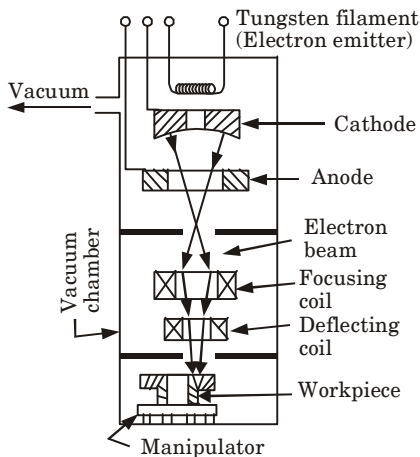 Tungsten filament
(Electron emitter)
Vacuum
Cathode
Anode
Electron
beam
Vacuum
chamber
Focusing
coil
Deflecting
coil
Workpiece
Manipulator